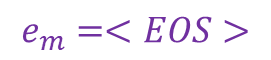 e_m =< EOS >